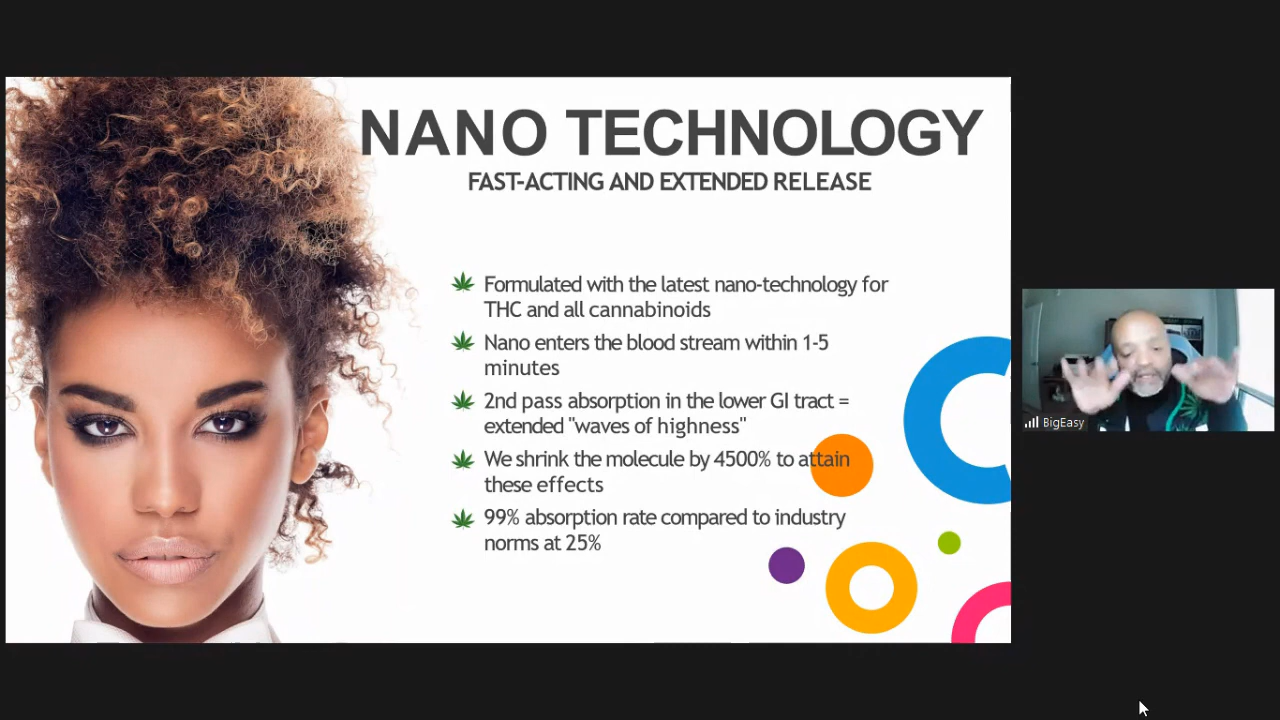 NANO TECHNOLOGY
FAST-ACTING AND EXTENDED RELEASE
Formulated with the latest nano-technology for
THC and all cannabinoids
Nano enters the blood stream within 1-5
minutes
2nd pass absorption in the lower GI tract =
extended "waves of highness"
We shrink the molecule by 4500% to attain
these effects
99% absorption rate compared to industry
norms at 25%
BigEasy